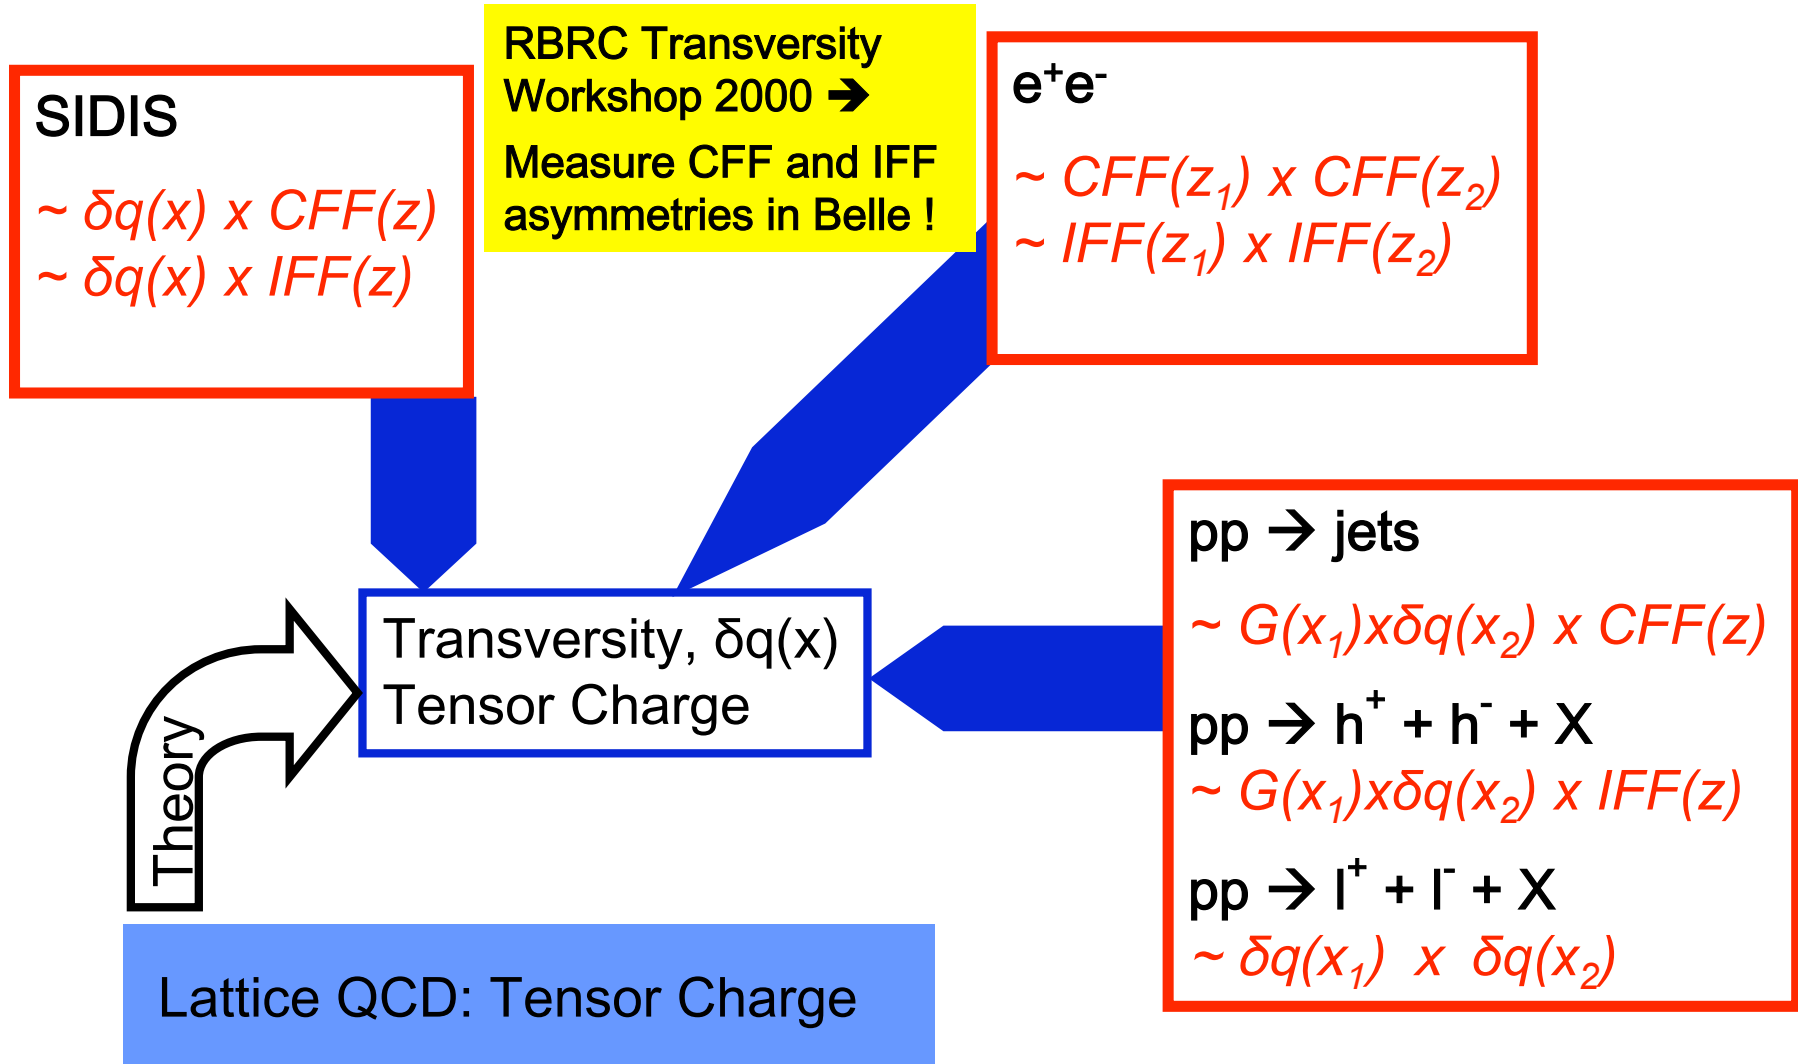 SIDIS
~ δq(x) x CFF(z)
~ δq(x) x IFF(z)
RBRC Transversity
Workshop 2000 ➔
Measure CFF and IFF
asymmetries in Belle !
e⁺e⁻
~ CFF(z₁) x CFF(z₂)
~ IFF(z₁) x IFF(z₂)
Transversity, δq(x)
Tensor Charge
pp → jets
~ G(x₁)xδq(x₂) x CFF(z)
pp → h⁺ + h⁻ + X
~ G(x₁)xδq(x₂) x IFF(z)
pp → l⁺ + l⁻ + X
~ δq(x₁) x δq(x₂)
Theory
Lattice QCD: Tensor Charge